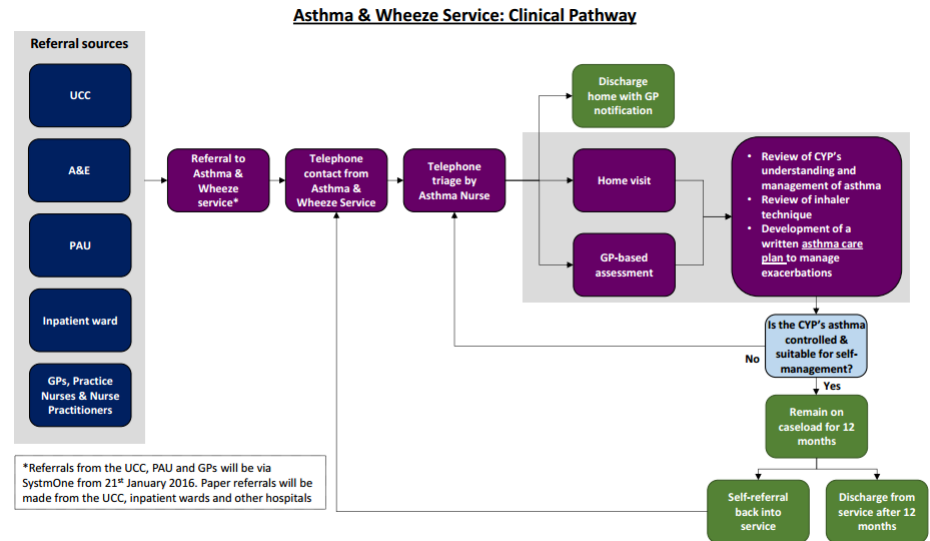 Asthma & Wheeze Service: Clinical Pathway
Referral sources
UCC
A&E
PAU
Inpatient ward
GPs, Practice
Nurses & Nurse
Practitioners
Referral to
Asthma &
Wheeze
service*
Telephone
contact from
Asthma &
Wheeze Service
Telephone
triage by
Asthma Nurse
Discharge
home with GP
notification
Home visit
GP-based
assessment
• Review of CYP's
understanding and
management of asthma
• Review of inhaler
technique
• Development of a
written asthma care
plan to manage
exacerbations
Is the CYP's asthma
controlled &
suitable for self-
management?
No
Yes
Remain on
caseload for 12
months
Self-referral
back into
service
Discharge from
service after 12
months
*Referrals from the UCC, PAU and GPs will be via
SystmOne from 21st January 2016. Paper referrals will be
made from the UCC, inpatient wards and other hospitals